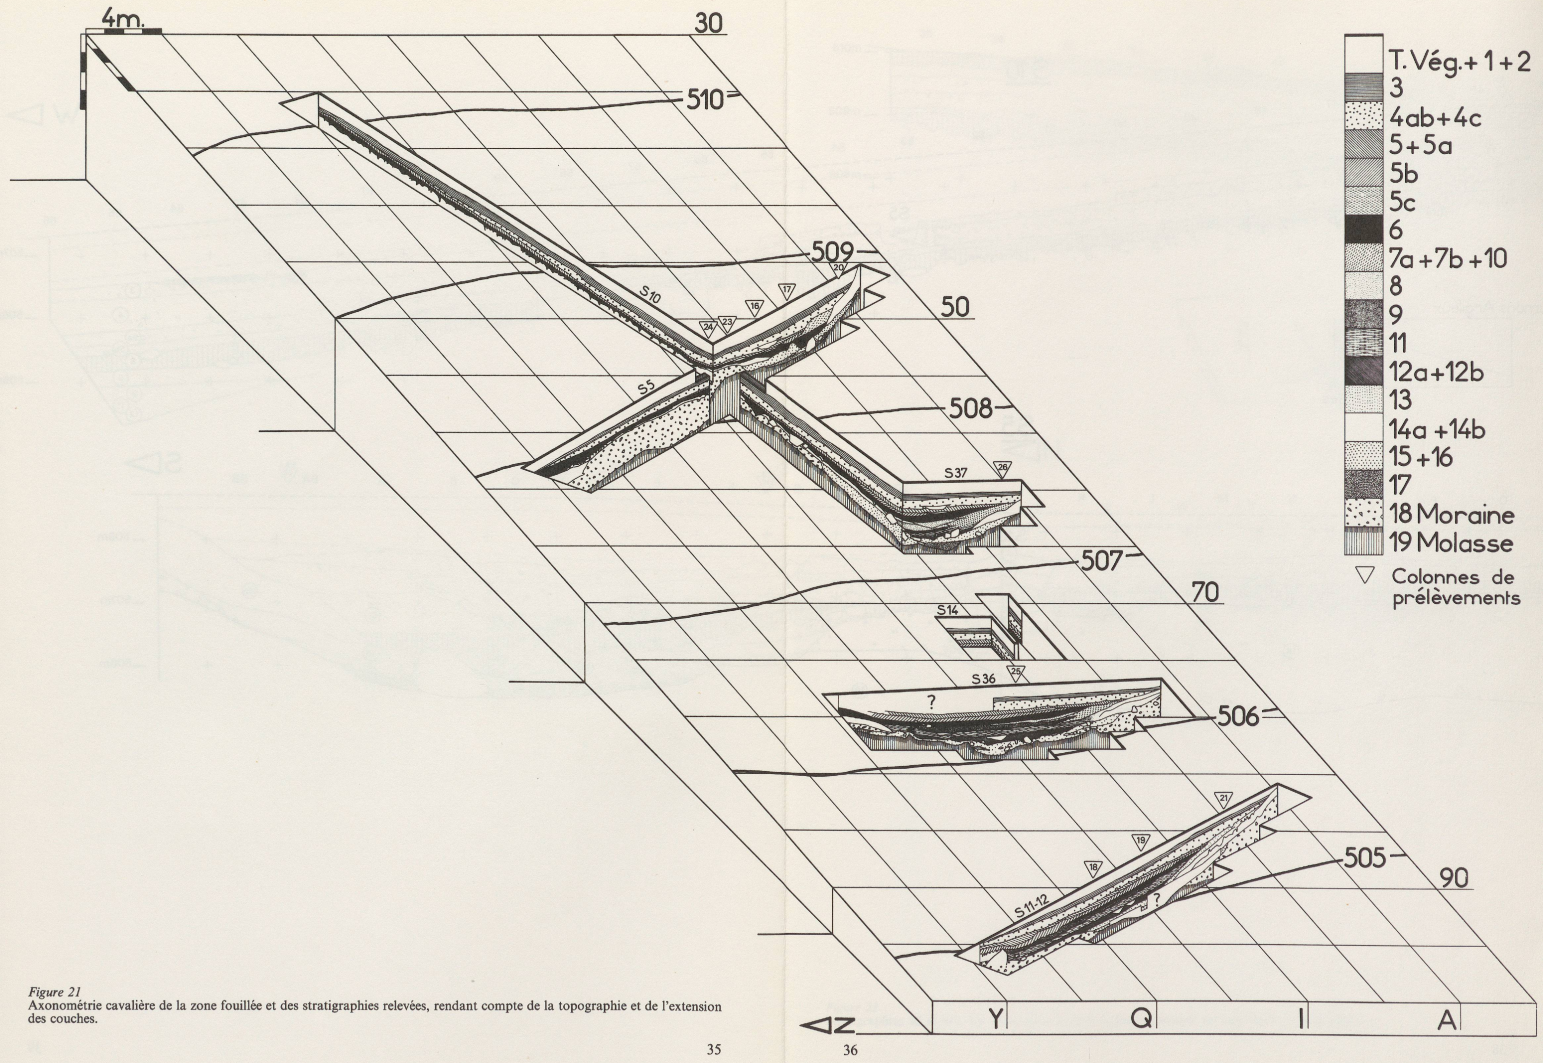 4m.
30
510
509
20
17
16
S10
24
23
50
S5
508
S37
26
507
70
S14
25
S36
?
506
21
19
505
18
90
S11-12
?
N
Y
Q
I
A
T. Vég.+ 1 + 2
3
4ab+4c
5+5a
5b
5c
6
7a+7b+10
8
9
11
12a+12b
13
14a+14b
15+16
17
18 Moraine
19 Molasse
Colonnes de
prélèvements
Figure 21
Axonométrie cavalière de la zone fouillée et des stratigraphies relevées, rendant compte de la topographie et de l'extension
des couches.
35
36